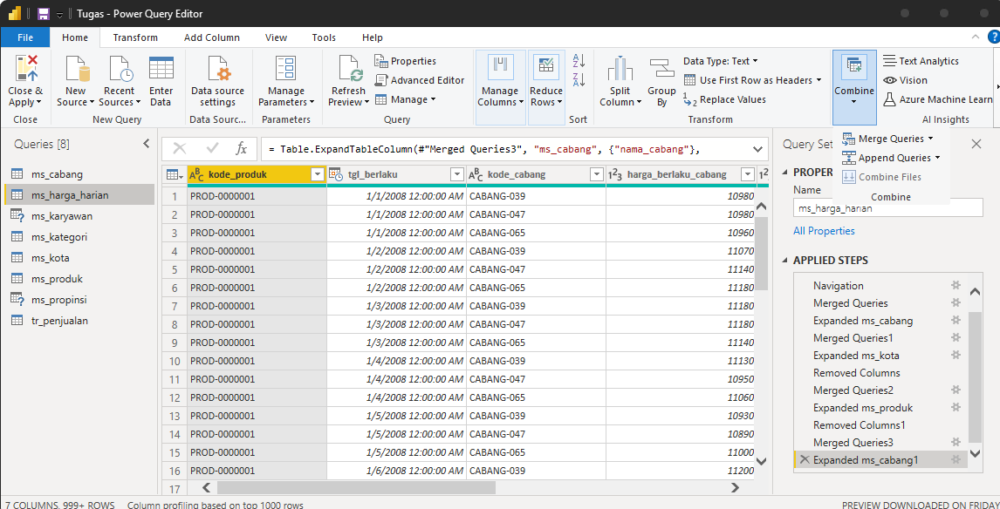 Tugas - Power Query Editor
File Home Transform Add Column View Tools Help
Close & Apply
New Source
Recent Sources
Enter Data
Data source settings
Manage Parameters
Refresh Preview
Properties
Advanced Editor
Manage
Manage Columns
Reduce Rows
Split Column
Group By
Data Type: Text
Use First Row as Headers
Replace Values
Combine
Text Analytics
Vision
Azure Machine Learn
Close New Query Data Sourc... Parameters Query Sort Transform AI Insights
Merge Queries
Append Queries
Combine Files
Combine
Queries [8]
ms_cabang
ms_harga_harian
ms_karyawan
ms_kategori
ms_kota
ms_produk
ms_propinsi
tr_penjualan
fx = Table.ExpandTableColumn(#"Merged Queries3", "ms_cabang", {"nama_cabang"},
kode_produk tgl_berlaku kode_cabang harga_berlaku_cabang
1 PROD-0000001 1/1/2008 12:00:00 AM CABANG-039 10980
2 PROD-0000001 1/1/2008 12:00:00 AM CABANG-047 10980
3 PROD-0000001 1/1/2008 12:00:00 AM CABANG-065 10960
4 PROD-0000001 1/2/2008 12:00:00 AM CABANG-039 11070
5 PROD-0000001 1/2/2008 12:00:00 AM CABANG-047 11140
6 PROD-0000001 1/2/2008 12:00:00 AM CABANG-065 11180
7 PROD-0000001 1/3/2008 12:00:00 AM CABANG-039 11180
8 PROD-0000001 1/3/2008 12:00:00 AM CABANG-047 11180
9 PROD-0000001 1/3/2008 12:00:00 AM CABANG-065 11140
10 PROD-0000001 1/4/2008 12:00:00 AM CABANG-039 11130
11 PROD-0000001 1/4/2008 12:00:00 AM CABANG-047 10950
12 PROD-0000001 1/4/2008 12:00:00 AM CABANG-065 11060
13 PROD-0000001 1/5/2008 12:00:00 AM CABANG-039 10930
14 PROD-0000001 1/5/2008 12:00:00 AM CABANG-047 10890
15 PROD-0000001 1/5/2008 12:00:00 AM CABANG-065 11000
16 PROD-0000001 1/6/2008 12:00:00 AM CABANG-039 11200
17
Query Set
PROPER
Name
ms_harga_harian
All Properties
APPLIED STEPS
Navigation
Merged Queries
Expanded ms_cabang
Merged Queries1
Expanded ms_kota
Removed Columns
Merged Queries2
Expanded ms_produk
Removed Columns1
Merged Queries3
Expanded ms_cabang1
7 COLUMNS, 999+ ROWS Column profiling based on top 1000 rows PREVIEW DOWNLOADED ON FRIDAY